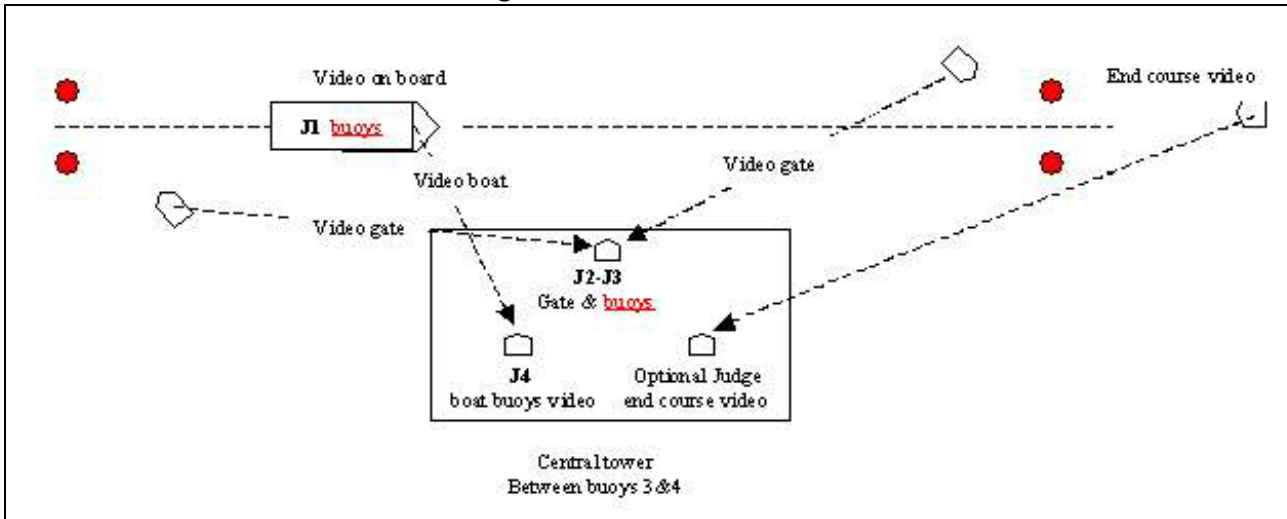 Video on board
End course video
J1 buoys
Video boat
Video gate
Video gate
J2-J3
Gate & buoys
J4
boat buoys video
Optional Judge
end course video
Central tower
Between buoys 3 &4